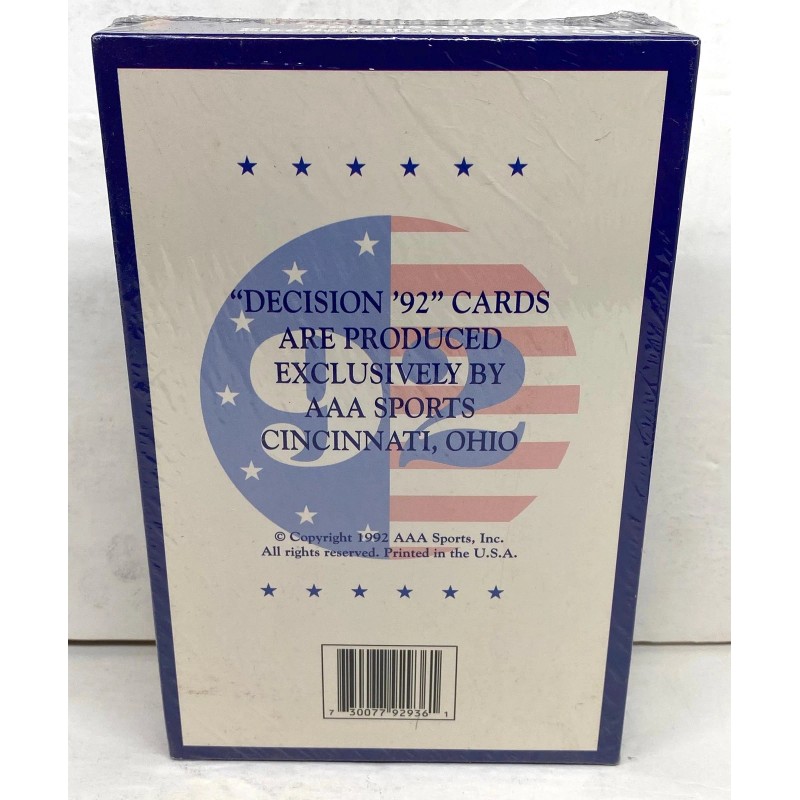 “DECISION ’92” CARDS
ARE PRODUCED
EXCLUSIVELY BY
AAA SPORTS
CINCINNATI, OHIO
92
© Copyright 1992 AAA Sports, Inc.
All rights reserved. Printed in the U.S.A.
7 30077 92936 1